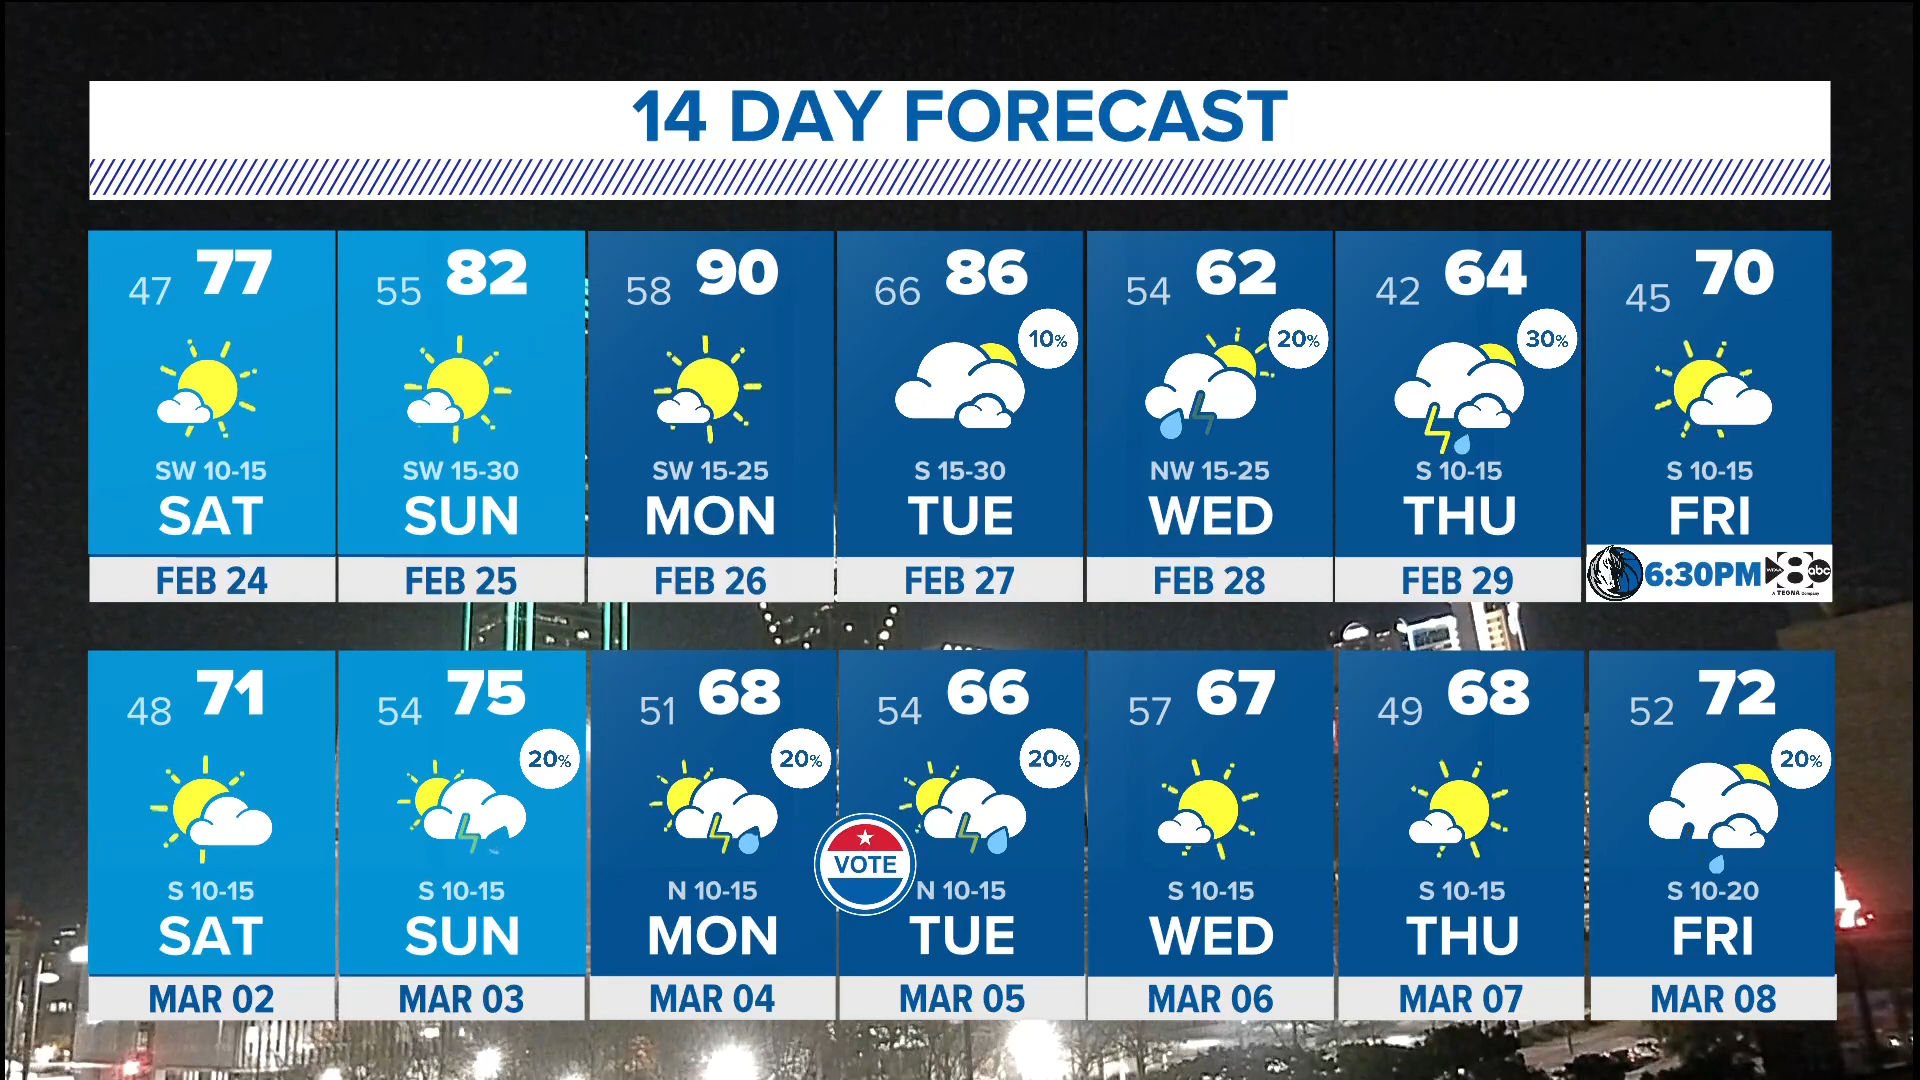 14 DAY FORECAST
47 77
SW 10-15
SAT
FEB 24
55 82
SW 15-30
SUN
FEB 25
58 90
SW 15-25
MON
FEB 26
66 86
10%
S 15-30
TUE
FEB 27
54 62
20%
NW 15-25
WED
FEB 28
42 64
30%
S 10-15
THU
FEB 29
45 70
S 10-15
FRI
6:30PM 8 abc
A TEGNA Company
48 71
S 10-15
SAT
MAR 02
54 75
20%
S 10-15
SUN
MAR 03
51 68
20%
N 10-15
MON
MAR 04
VOTE
54 66
20%
N 10-15
TUE
MAR 05
57 67
S 10-15
WED
MAR 06
49 68
S 10-15
THU
MAR 07
52 72
20%
S 10-20
FRI
MAR 08